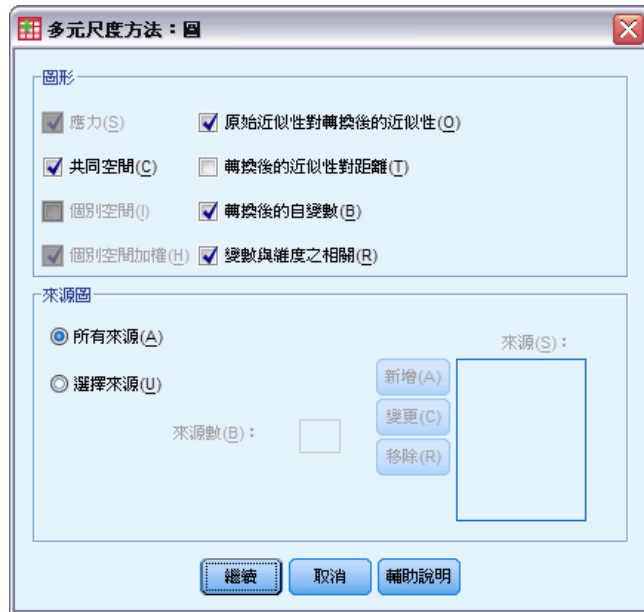 多元尺度方法：圖
圖形
應力(S)
原始近似性對轉換後的近似性(O)
共同空間(C)
轉換後的近似性對距離(T)
個別空間(I)
轉換後的自變數(B)
個別空間加權(H)
變數與維度之相關(R)
來源圖
所有來源(A)
來源(S)：
選擇來源(U)
新增(A)
來源數(B)：
變更(C)
移除(R)
繼續
取消
輔助說明